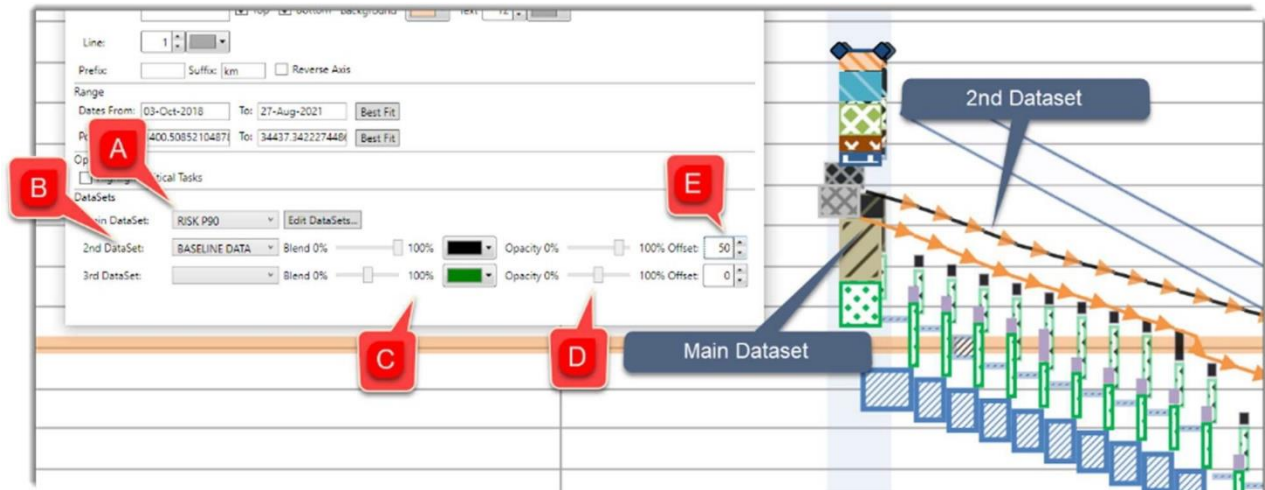 Top Bottom Background Text 12
Line: 1
Prefix: Suffix: km Reverse Axis
Range
Dates From: 03-Oct-2018 To: 27-Aug-2021 Best Fit
400.5085210487 To: 34437.3422274486 Best Fit
A
Critical Tasks
B
E
DataSets
DataSet: RISK P90 Edit DataSets...
2nd DataSet: BASELINE DATA Blend 0% 100% Opacity 0% 100% Offset: 50
3rd DataSet: Blend 0% 100% Opacity 0% 100% Offset: 0
C
D
2nd Dataset
Main Dataset